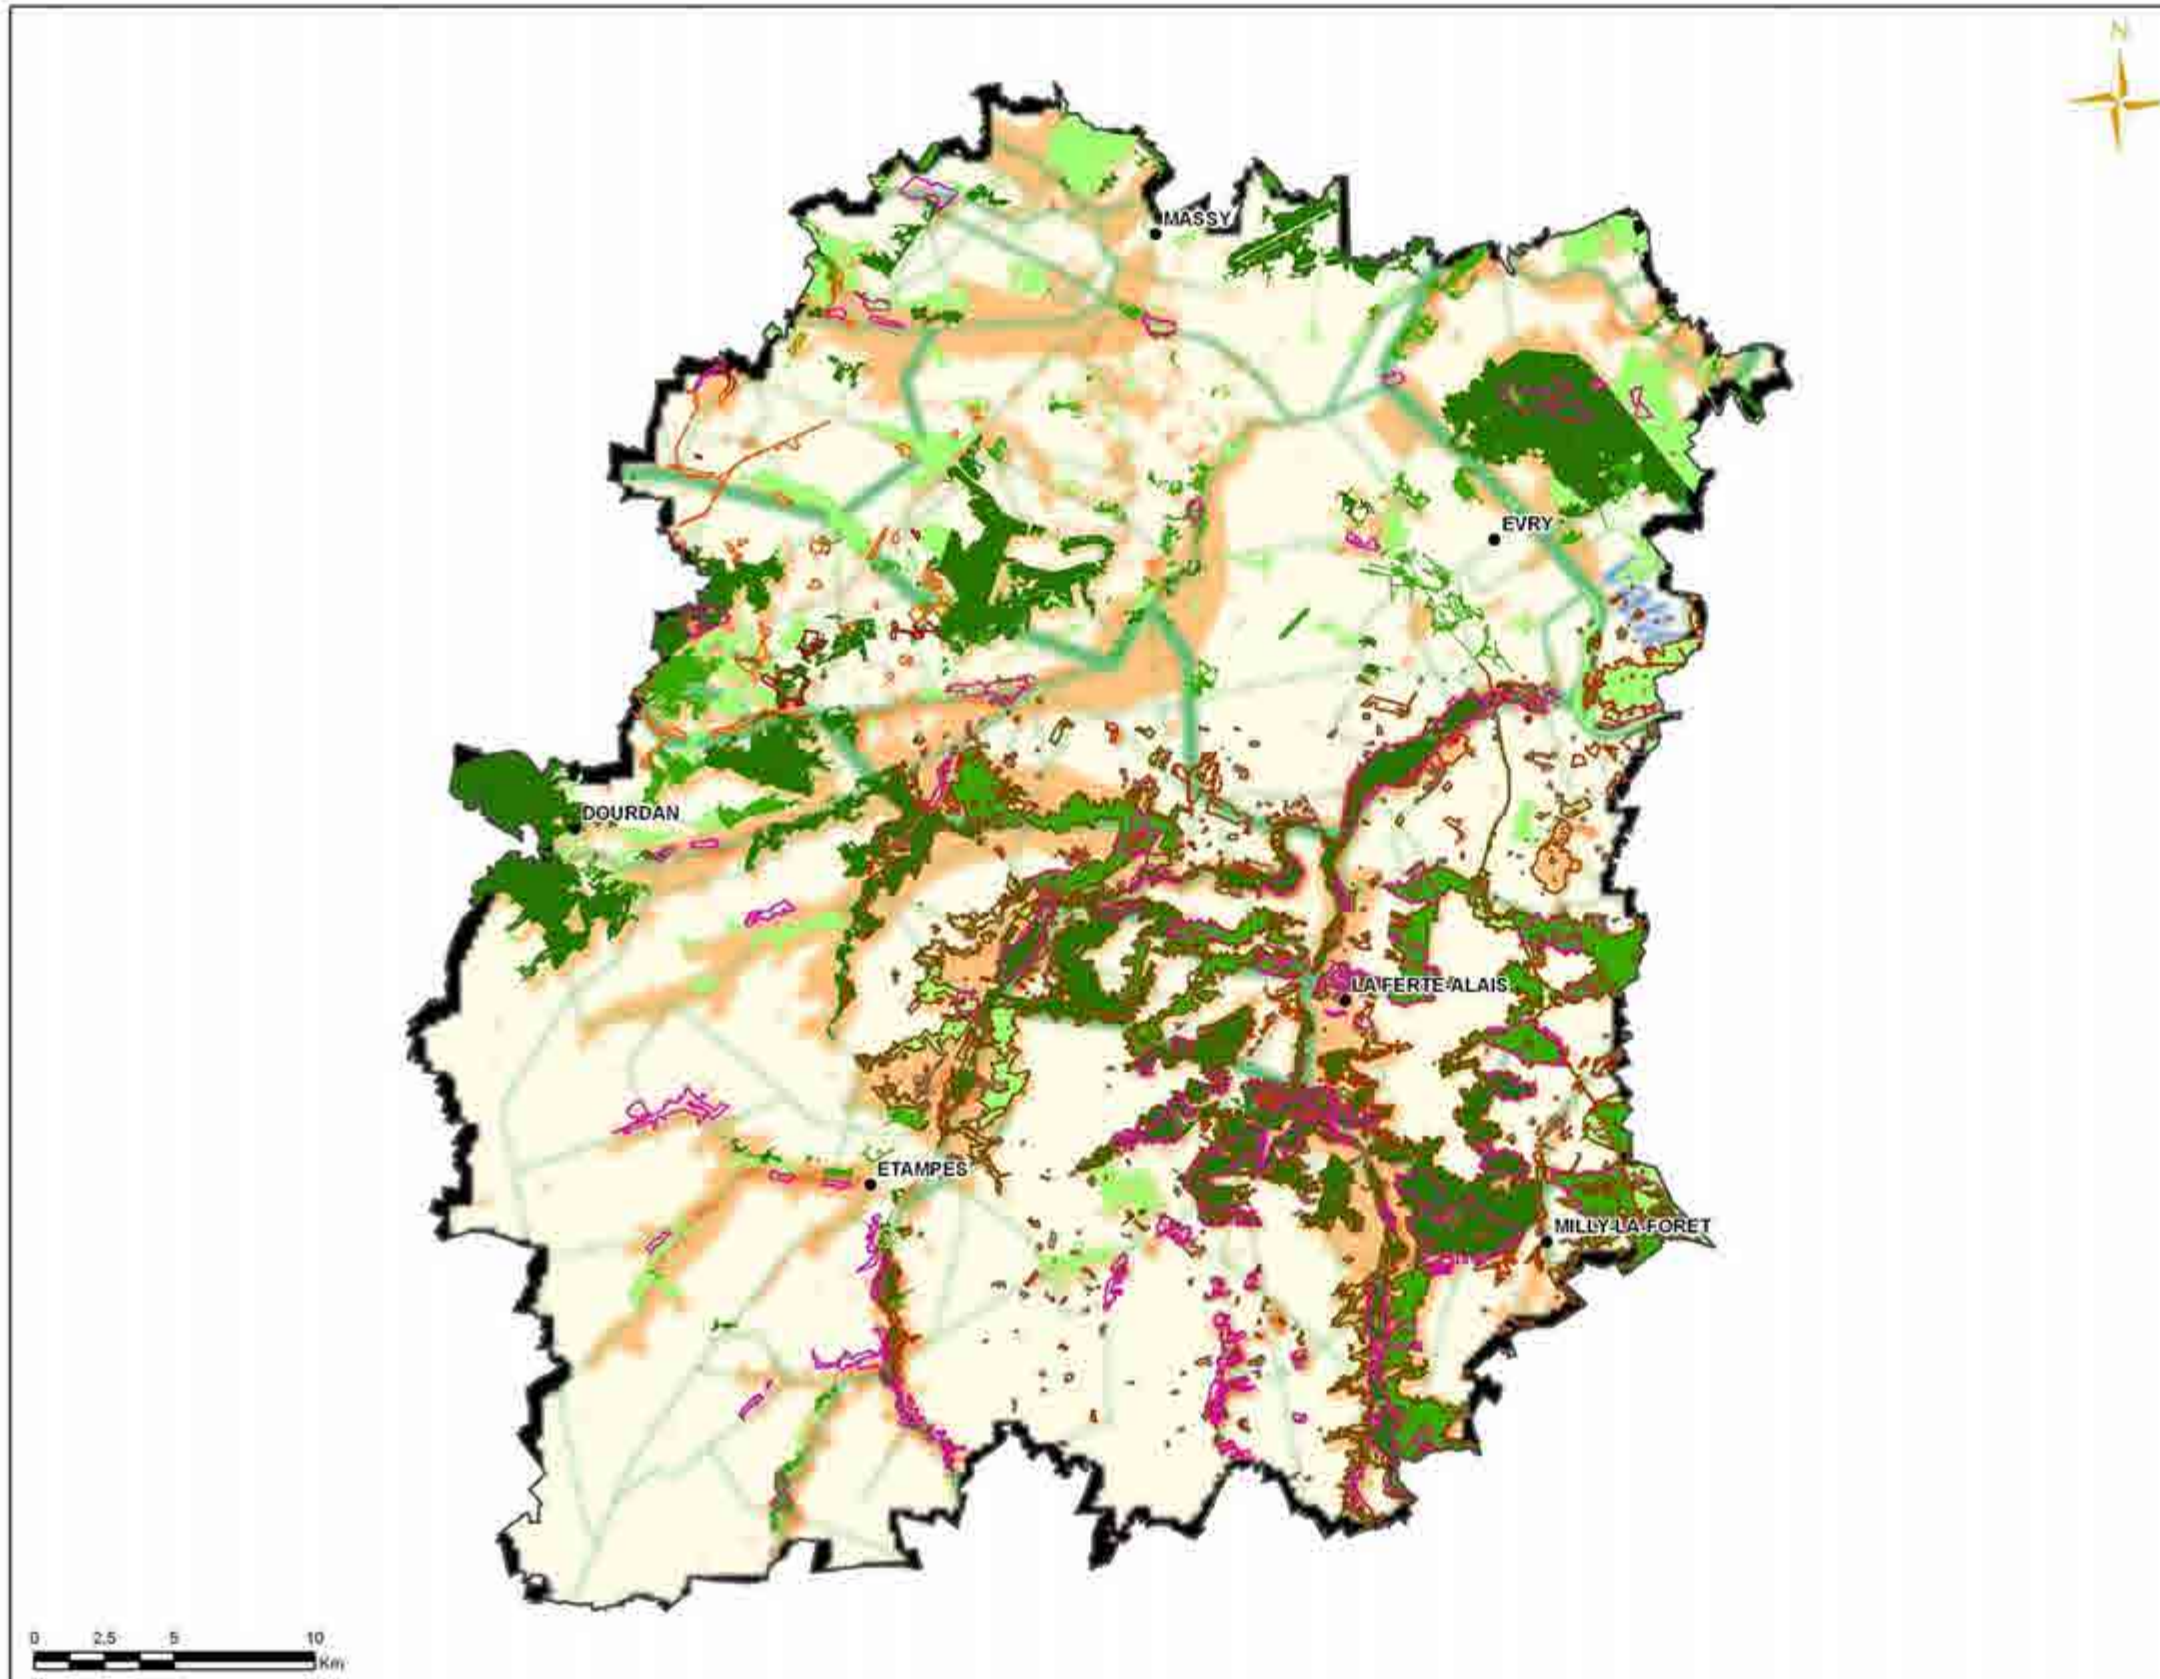 N
MASSY
EVRY
DOURDAN
LA FERTE-ALAIS
ETAMPES
MILLY-LA-FORET
0 2,5 5 10
Km